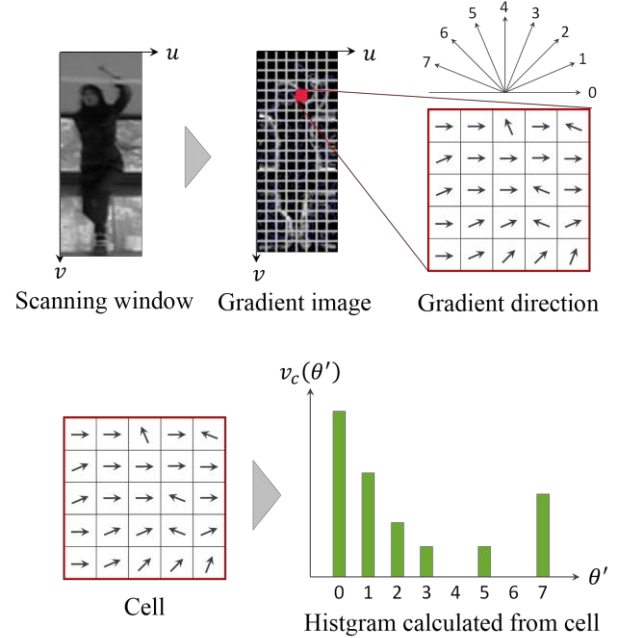 u
v
Scanning window
u
v
Gradient image
0
1
2
3
4
5
6
7
Gradient direction
Cell
v_c(θ′)
0 1 2 3 4 5 6 7
θ′
Histgram calculated from cell